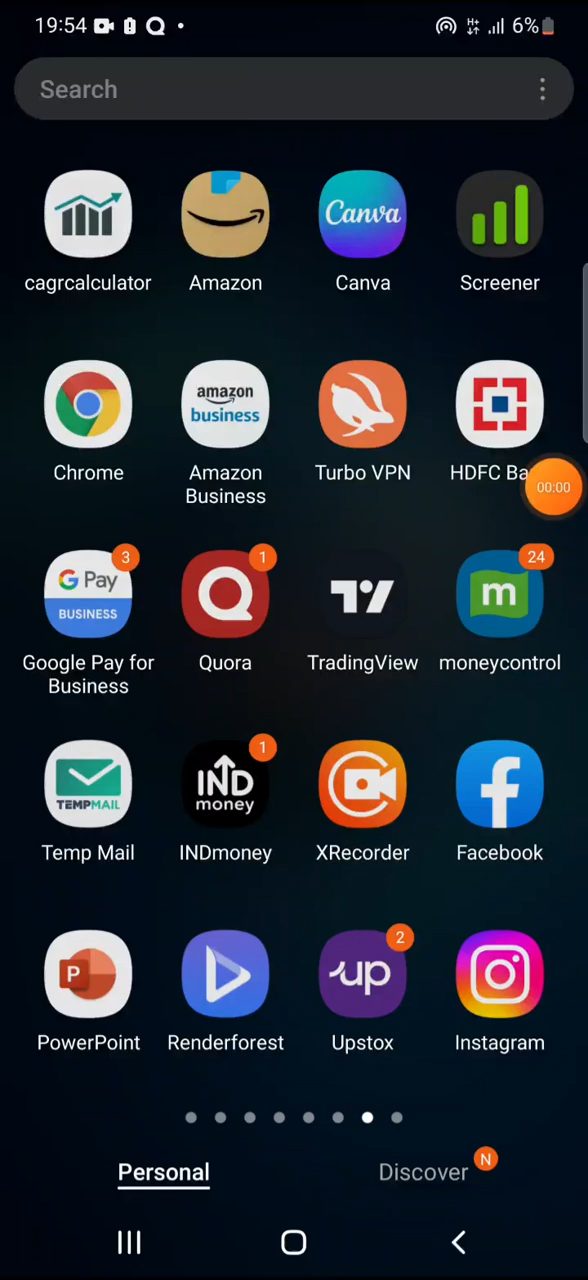 19:54
6%
Search
Canva
cagrcalculator
Amazon
Canva
Screener
amazon
business
Chrome
Amazon
Business
Turbo VPN
HDFC Ba
00:00
3
1
24
G Pay
BUSINESS
Q
m
Google Pay for
Business
Quora
TradingView
moneycontrol
1
IND
money
TEMPMAIL
Temp Mail
INDmoney
XRecorder
Facebook
2
P
up
PowerPoint
Renderforest
Upstox
Instagram
Personal
Discover
N